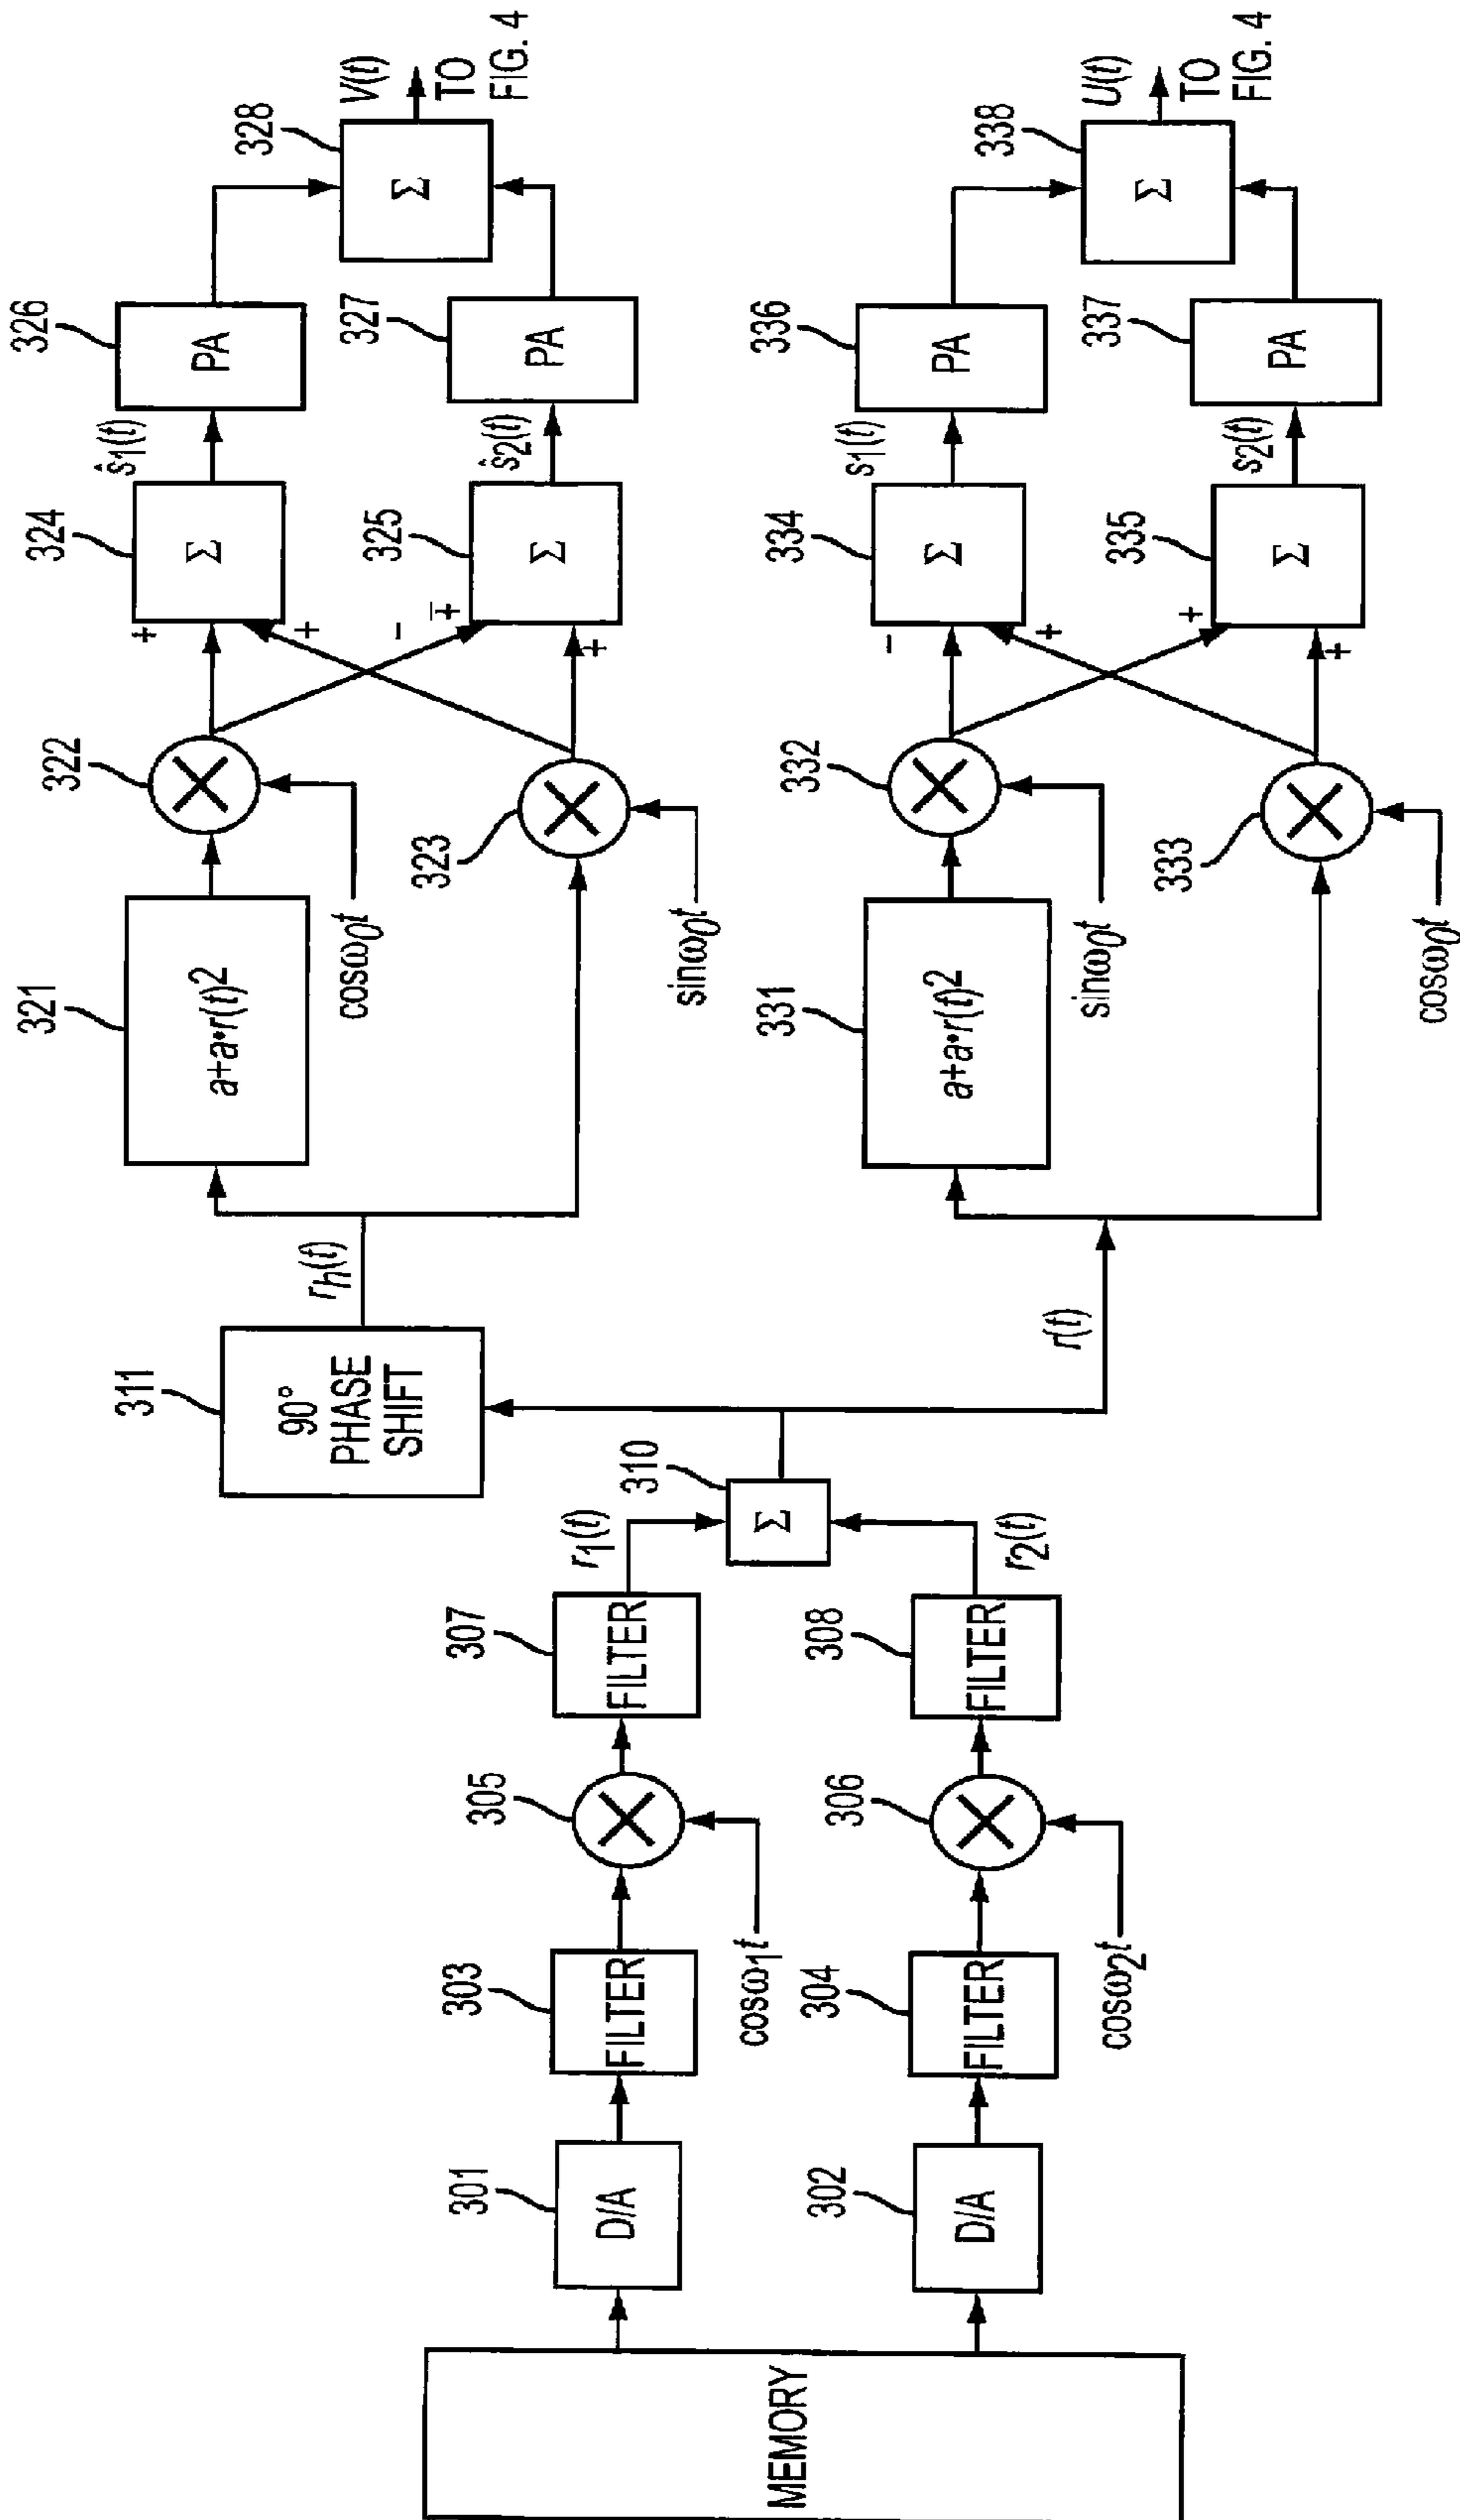 MEMORY
301
D/A
302
D/A
303
FILTER
304
FILTER
305
cosω1t
306
cosω2t
307
FILTER
308
FILTER
r1(t)
r2(t)
310
Σ
311
90°
PHASE
SHIFT
rh(t)
r(t)
321
a+a•r(t)2
322
cosω0t
323
sinω0t
+
+
-
∓
+
324
Σ
325
Σ
ŝ1(t)
ŝ2(t)
326
PA
327
PA
328
Σ
V(t)
TO
FIG. 4
331
a+a•r(t)2
332
sinω0t
333
cosω0t
-
+
+
+
334
Σ
335
Σ
s1(t)
s2(t)
336
PA
337
PA
338
Σ
U(t)
TO
FIG. 4